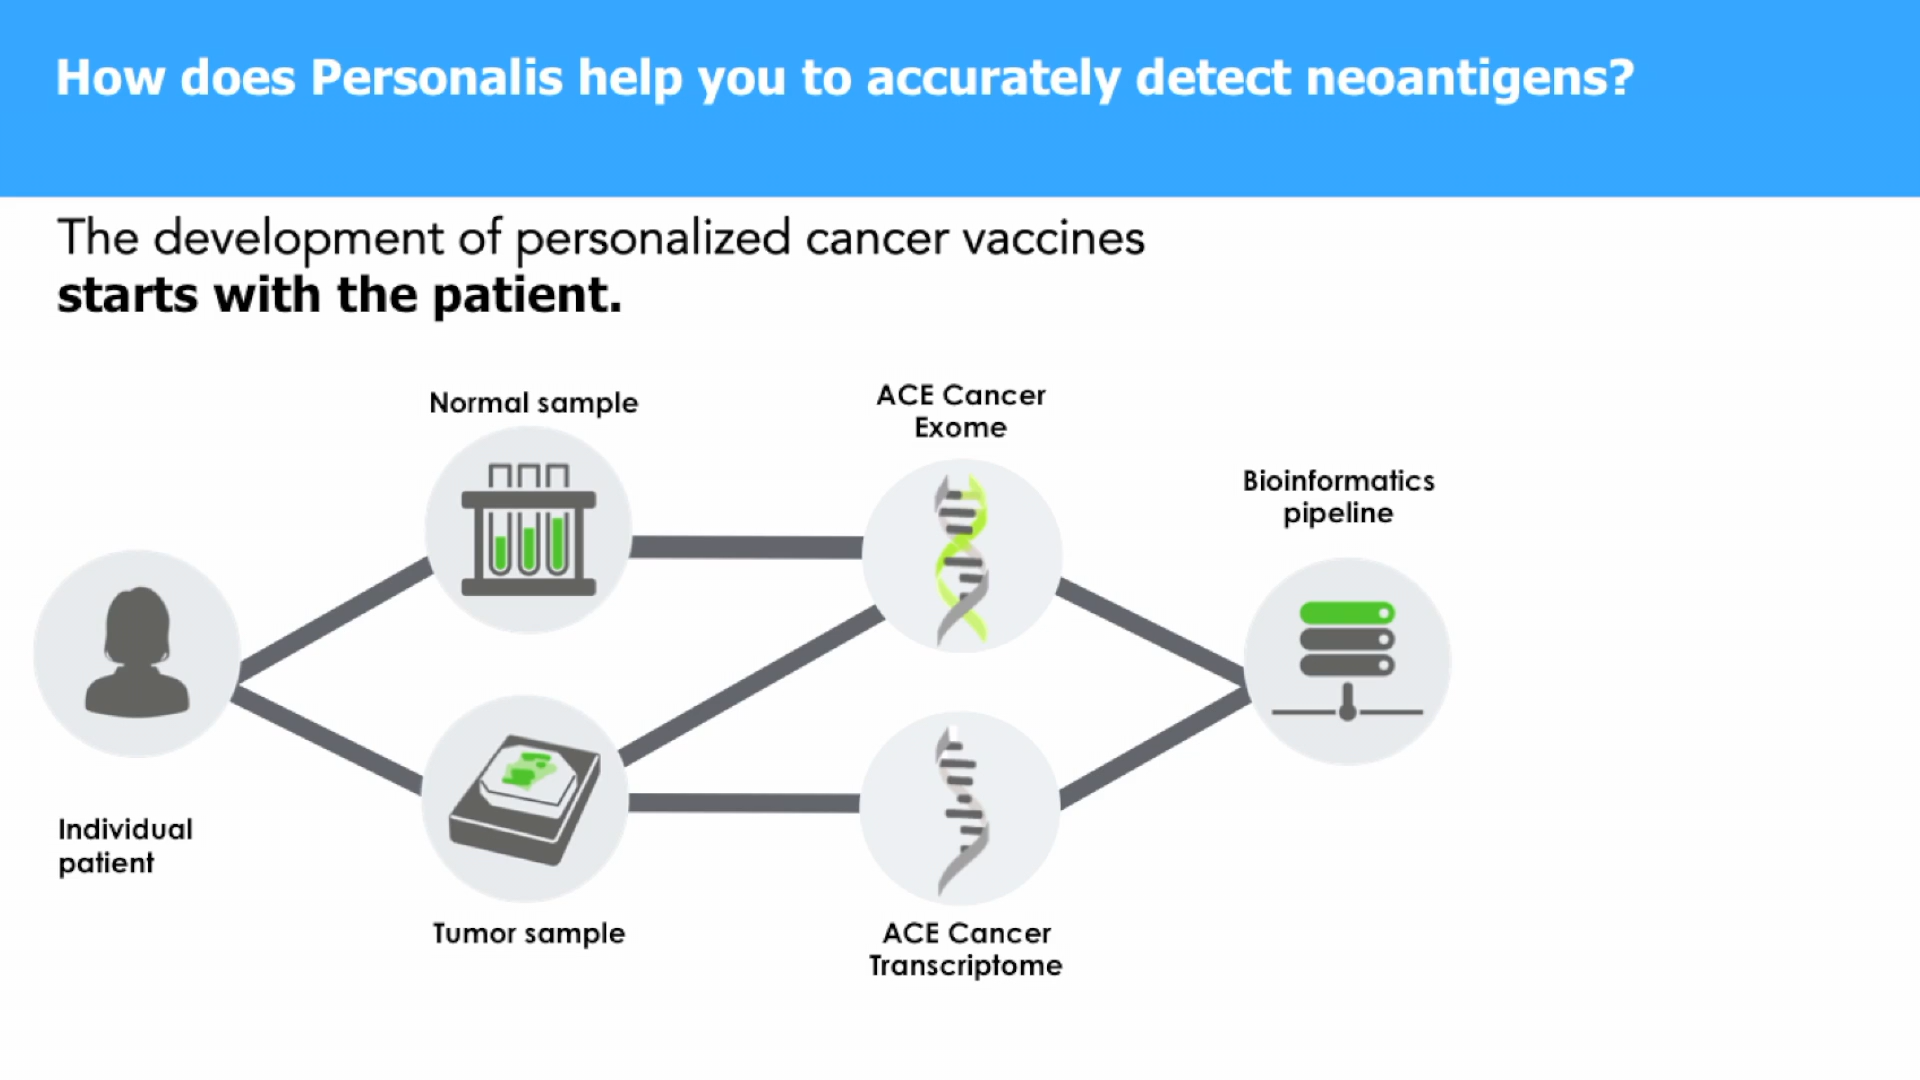 How does Personalis help you to accurately detect neoantigens?
The development of personalized cancer vaccines
starts with the patient.
Normal sample
ACE Cancer
Exome
Bioinformatics
pipeline
Individual
patient
Tumor sample
ACE Cancer
Transcriptome